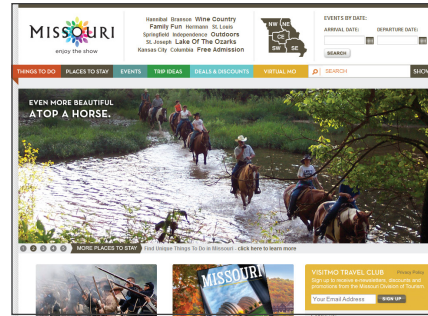 MISSOURI
enjoy the show
Hannibal Branson Wine Country
Family Fun Hermann St. Louis
Springfield Independence Outdoors
St. Joseph Lake Of The Ozarks
Kansas City Columbia Free Admission
NW NE
CF
SW SE
EVENTS BY DATE:
ARRIVAL DATE: DEPARTURE DATE:
SEARCH
THINGS TO DO PLACES TO STAY EVENTS TRIP IDEAS DEALS & DISCOUNTS VIRTUAL MO SEARCH SHOW
EVEN MORE BEAUTIFUL
ATOP A HORSE.
1 2 3 4 5 MORE PLACES TO STAY Find Unique Things To Do in Missouri - click here to learn more
MISSOURI
VISITMO TRAVEL CLUB Privacy Policy
Sign up to receive e-newsletters, discounts and
promotions from the Missouri Division of Tourism
Your Email Address SIGN UP